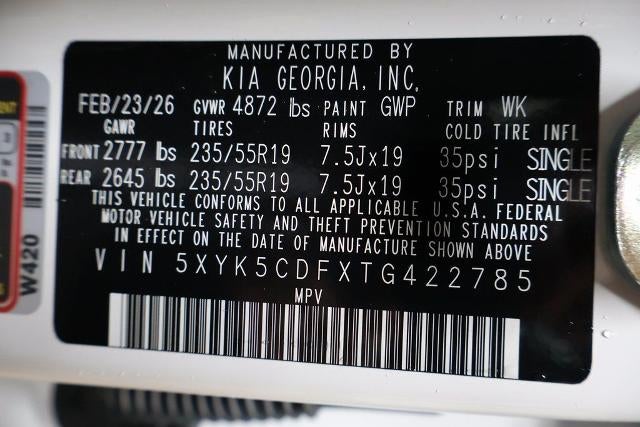 MANUFACTURED BY
KIA GEORGIA, INC.
FEB/23/26 GVWR 4872 lbs PAINT GWP TRIM WK
GAWR TIRES RIMS COLD TIRE INFL
FRONT 2777 lbs 235/55R19 7.5Jx19 35psi SINGLE
REAR 2645 lbs 235/55R19 7.5Jx19 35psi SINGLE
THIS VEHICLE CONFORMS TO ALL APPLICABLE U.S.A. FEDERAL
MOTOR VEHICLE SAFETY AND THEFT PREVENTION STANDARDS
IN EFFECT ON THE DATE OF MANUFACTURE SHOWN ABOVE
VIN 5XYK5CDFXTG422785
MPV
W420